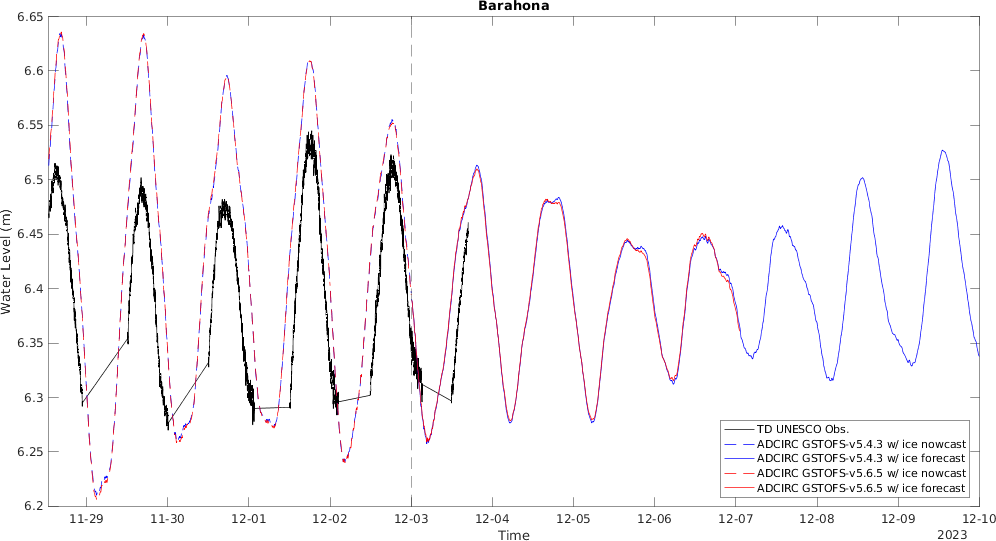 Barahona
6.65
6.6
6.55
6.5
6.45
6.4
6.35
6.3
6.25
6.2
Water Level (m)
TD UNESCO Obs.
ADCIRC GSTOFS-v5.4.3 w/ ice nowcast
ADCIRC GSTOFS-v5.4.3 w/ ice forecast
ADCIRC GSTOFS-v5.6.5 w/ ice nowcast
ADCIRC GSTOFS-v5.6.5 w/ ice forecast
11-29 11-30 12-01 12-02 12-03 12-04 12-05 12-06 12-07 12-08 12-09 12-10
Time
2023